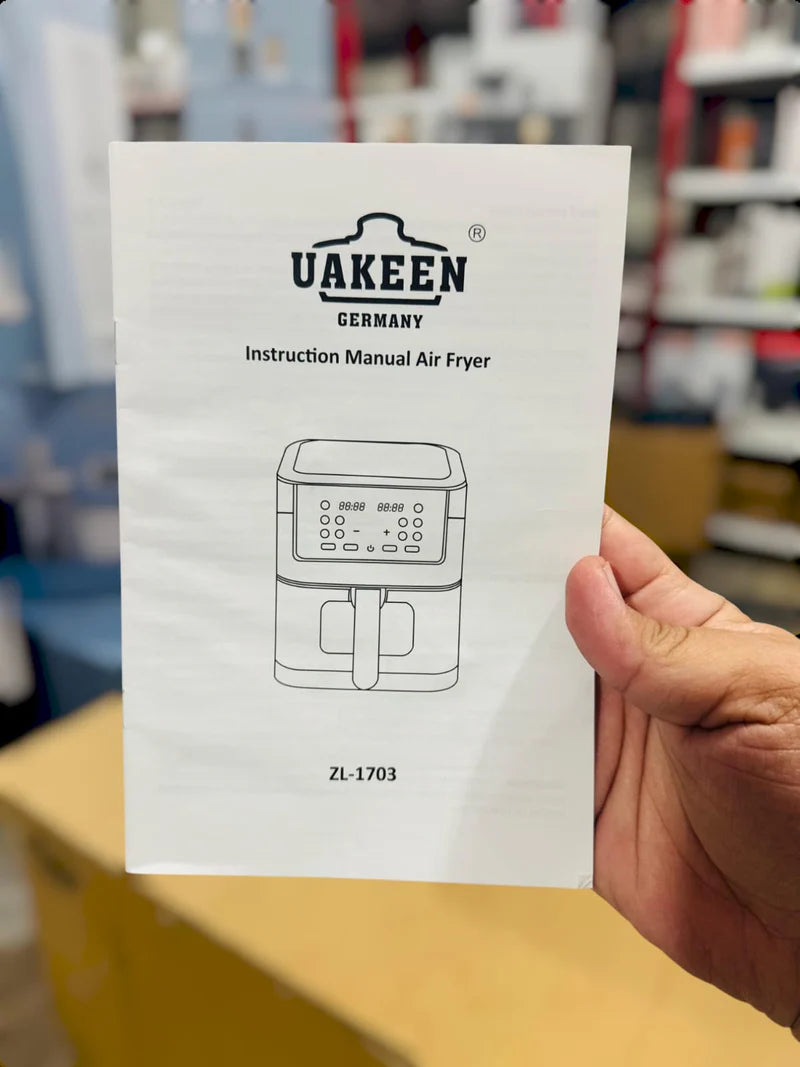 ®
UAKEEN
GERMANY
Instruction Manual Air Fryer
88:88 88:88
- +
ZL-1703